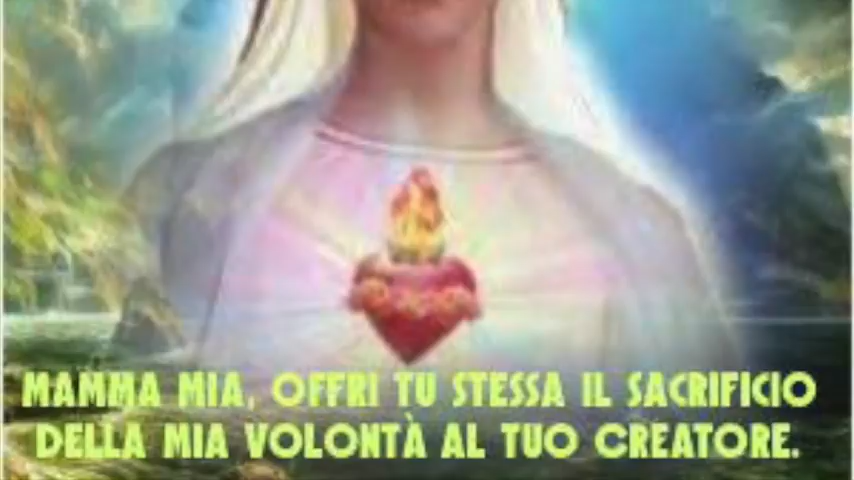 MAMMA MIA, OFFRI TU STESSA IL SACRIFICIO
DELLA MIA VOLONTÀ AL TUO CREATORE.